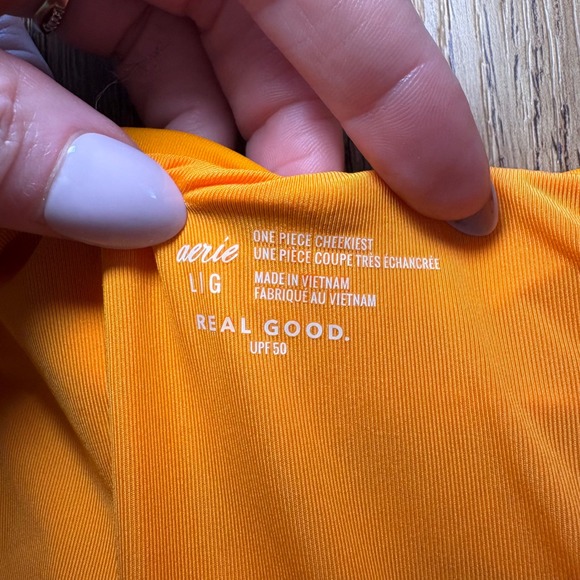 aerie
ONE PIECE CHEEKIEST
UNE PIÈCE COUPE TRÈS ÉCHANCRÉE
L|G
MADE IN VIETNAM
FABRIQUÉ AU VIETNAM
REAL GOOD.
UPF 50